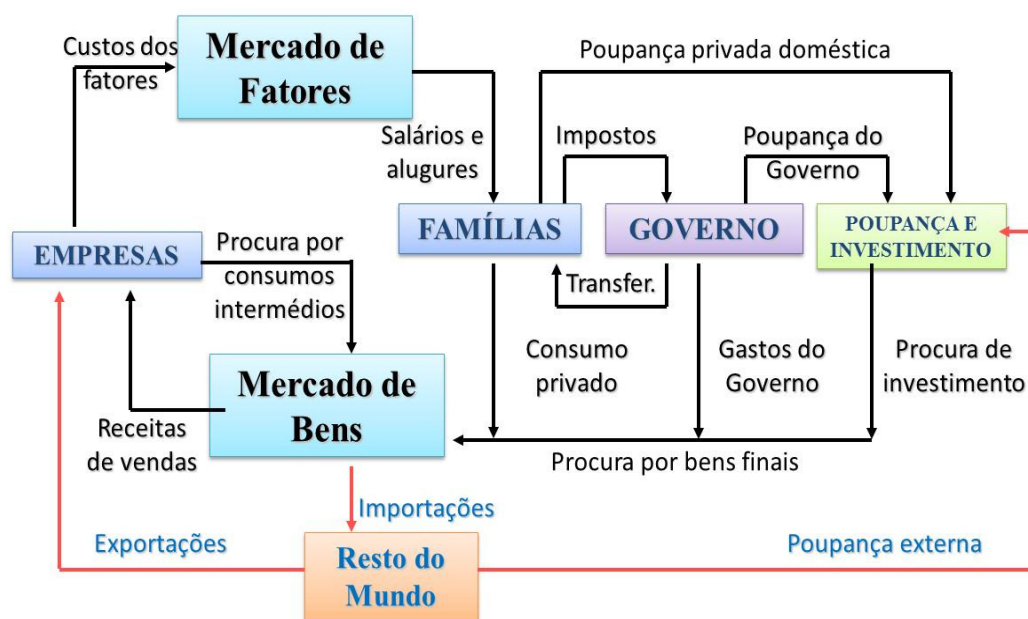 Custos dos
fatores
Mercado de
Fatores
Poupança privada doméstica
Salários e
alugures
Impostos
Poupança do
Governo
EMPRESAS
Procura por
consumos
intermédios
FAMÍLIAS
GOVERNO
POUPANÇA E
INVESTIMENTO
Transfer.
Mercado de
Bens
Consumo
privado
Gastos do
Governo
Procura de
investimento
Receitas
de vendas
Procura por bens finais
Importações
Exportações
Resto do
Mundo
Poupança externa